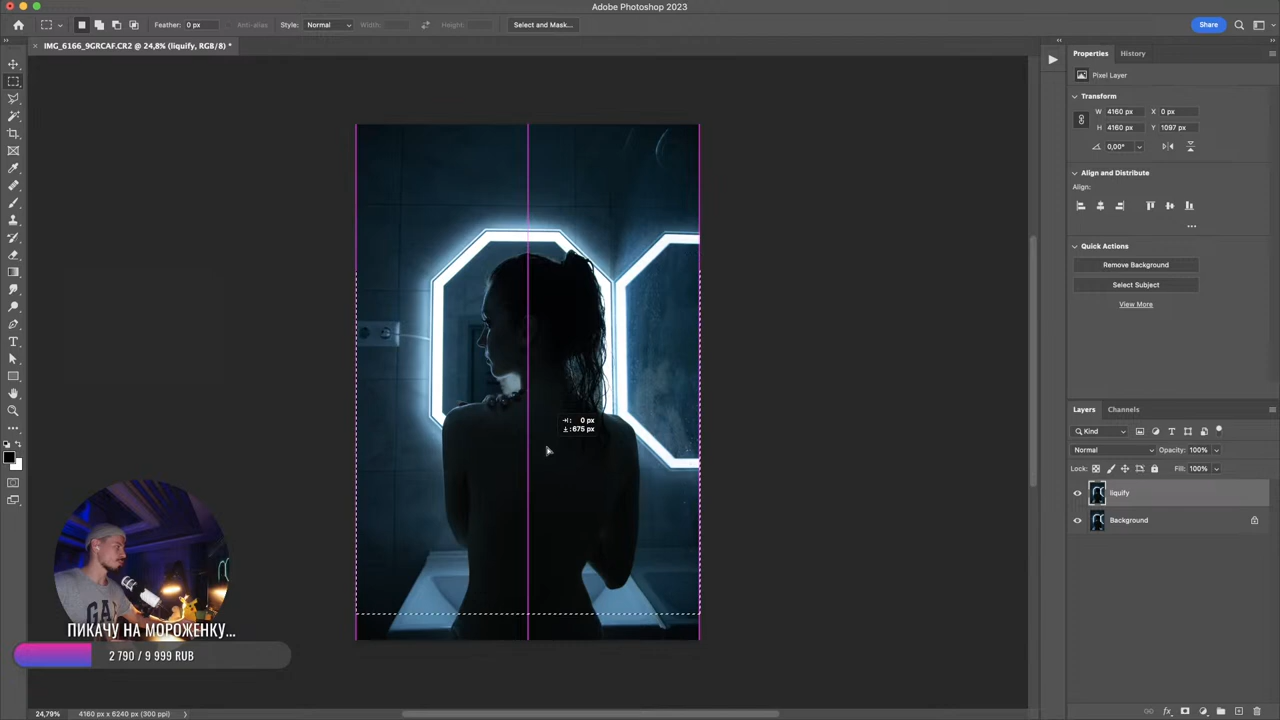 Adobe Photoshop 2023
Feather: 0 px
Anti-alias
Style: Normal
Width:
Height:
Select and Mask...
Share
× IMG_6166_9GRCAF.CR2 @ 24,8% (liquify, RGB/8) *
Properties
History
Pixel Layer
Transform
W 4160 px X 0 px
H 4160 px Y 1097 px
0,00°
Align and Distribute
Align:
Quick Actions
Remove Background
Select Subject
View More
0 px
675 px
Layers
Channels
Kind
Normal
Opacity: 100%
Lock:
Fill: 100%
liquify
Background
ПИКАЧУ НА МОРОЖЕНКУ...
2 790 / 9 999 RUB
24,79%
4160 px x 6240 px (300 ppi)